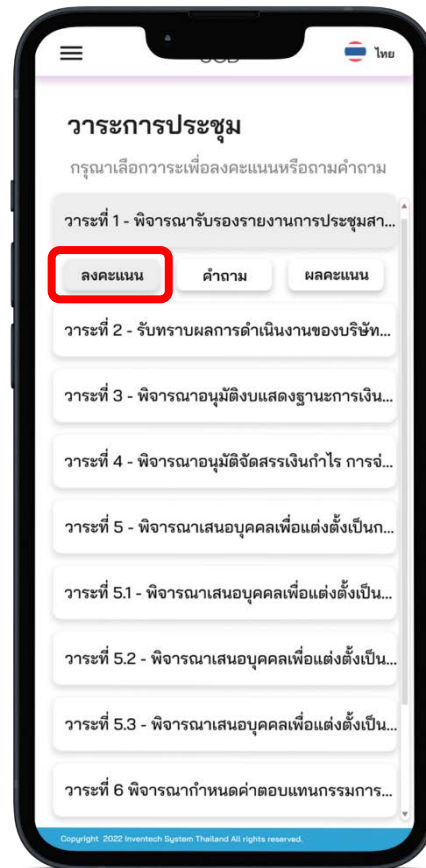 ไทย
วาระการประชุม
กรุณาเลือกวาระเพื่อลงคะแนนหรือถามคำถาม
วาระที่ 1 - พิจารณารับรองรายงานการประชุมสา...
ลงคะแนน คำถาม ผลคะแนน
วาระที่ 2 - รับทราบผลการดำเนินงานของบริษัท...
วาระที่ 3 - พิจารณาอนุมัติงบแสดงฐานะการเงิน...
วาระที่ 4 - พิจารณาอนุมัติจัดสรรเงินกำไร การจ่...
วาระที่ 5 - พิจารณาเสนอบุคคลเพื่อแต่งตั้งเป็นก...
วาระที่ 5.1 - พิจารณาเสนอบุคคลเพื่อแต่งตั้งเป็น...
วาระที่ 5.2 - พิจารณาเสนอบุคคลเพื่อแต่งตั้งเป็น...
วาระที่ 5.3 - พิจารณาเสนอบุคคลเพื่อแต่งตั้งเป็น...
วาระที่ 6 พิจารณากำหนดค่าตอบแทนกรรมการ...
Copyright 2022 Inventech System Thailand All rights reserved.